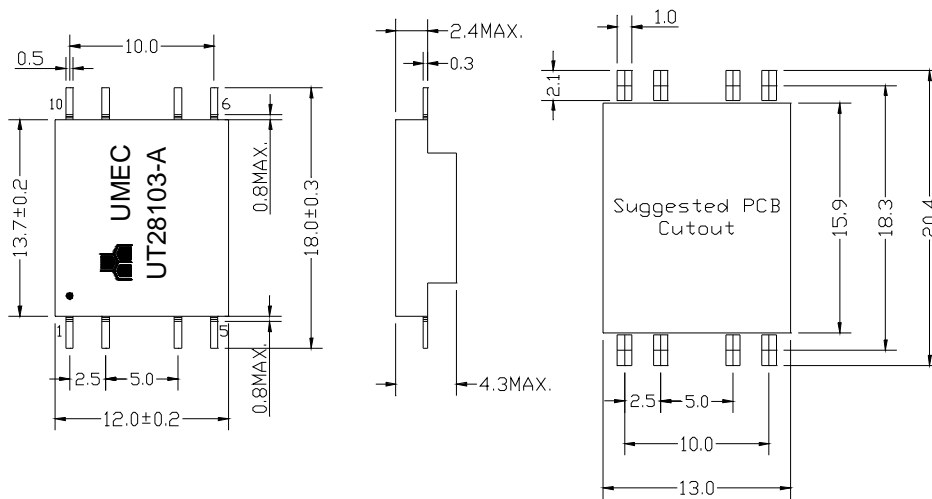 10.0
0.5
10
6
13.7±0.2
UMEC
UT28103-A
0.8MAX.
18.0±0.3
1
5
0.8MAX.
2.5
5.0
12.0±0.2
2.4MAX.
0.3
4.3MAX.
1.0
2.1
Suggested PCB
Cutout
15.9
18.3
20.4
2.5
5.0
10.0
13.0